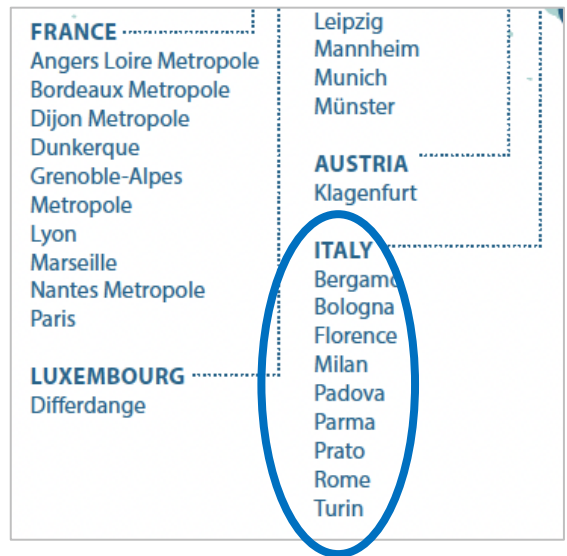 FRANCE
Angers Loire Metropole
Bordeaux Metropole
Dijon Metropole
Dunkerque
Grenoble-Alpes
Metropole
Lyon
Marseille
Nantes Metropole
Paris
LUXEMBOURG
Differdange
Leipzig
Mannheim
Munich
Münster
AUSTRIA
Klagenfurt
ITALY
Bergamo
Bologna
Florence
Milan
Padova
Parma
Prato
Rome
Turin